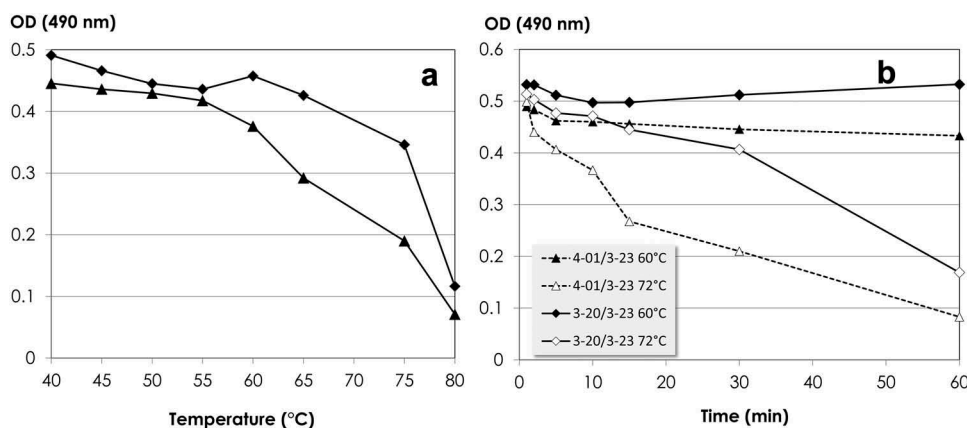 OD (490 nm)
0.5
0.4
0.3
0.2
0.1
0
a
40 45 50 55 60 65 70 75 80
Temperature (°C)
OD (490 nm)
0.6
0.5
0.4
0.3
0.2
0.1
0
b
4-01/3-23 60°C
4-01/3-23 72°C
3-20/3-23 60°C
3-20/3-23 72°C
0 10 20 30 40 50 60
Time (min)